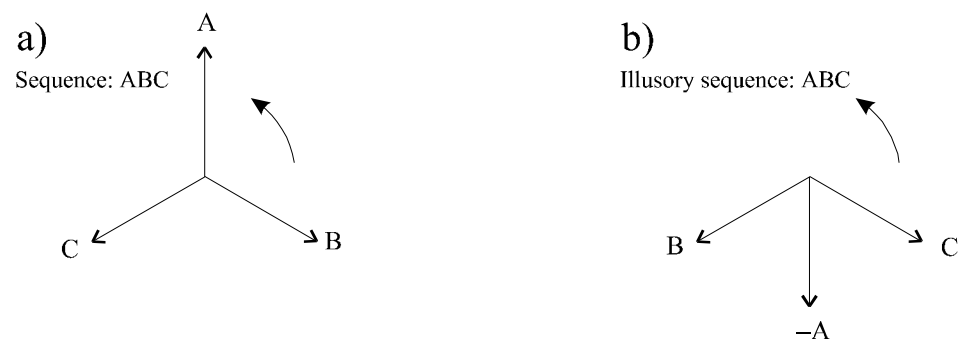 a)
Sequence: ABC
A
C
B
b)
Illusory sequence: ABC
B
C
–A